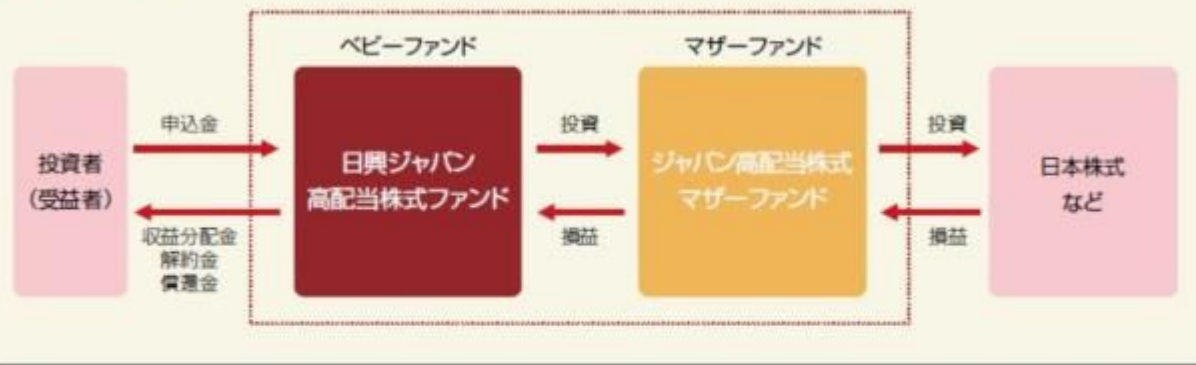 ベビーファンド
マザーファンド
投資者
(受益者)
申込金
収益分配金
解約金
償還金
日興ジャパン
高配当株式ファンド
投資
損益
ジャパン高配当株式
マザーファンド
投資
損益
日本株式
など